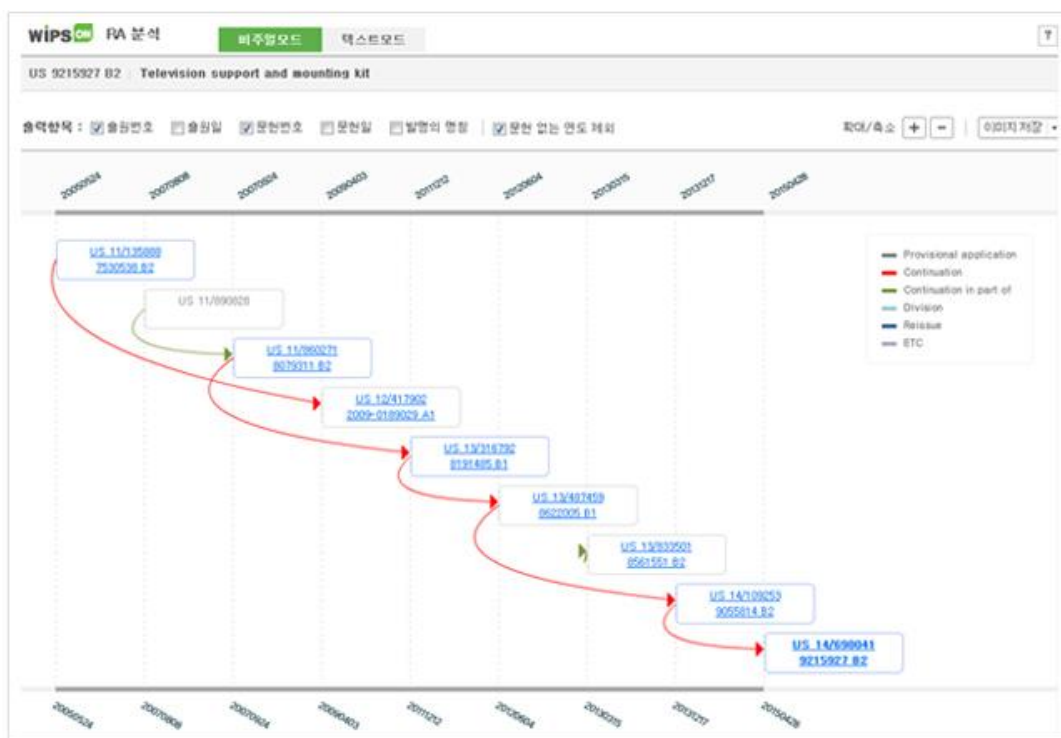 WIPS ON RA 분석 비주얼모드 텍스트모드 ?
US 9215927 B2 Television support and mounting kit
출력항목 : 출원번호 출원일 문헌번호 문헌일 발명의 명칭 문헌 없는 연도 제외 확대/축소 + - 이미지 저장
20050524 20070808 20070924 20090403 20111212 20120604 20130315 20131217 20150428
US 11/135888
7530538 B2
Provisional application
Continuation
Continuation in part of
Division
Reissue
ETC
US 11/890828
US 11/860271
8079311 B2
US 12/417902
2009-0189029 A1
US 13/316792
8191485 B1
US 13/487459
8622005 B1
US 13/833501
8561551 B2
US 14/109253
9055814 B2
US 14/698041
9215927 B2
20050524 20070808 20070924 20090403 20111212 20120604 20130315 20131217 20150428